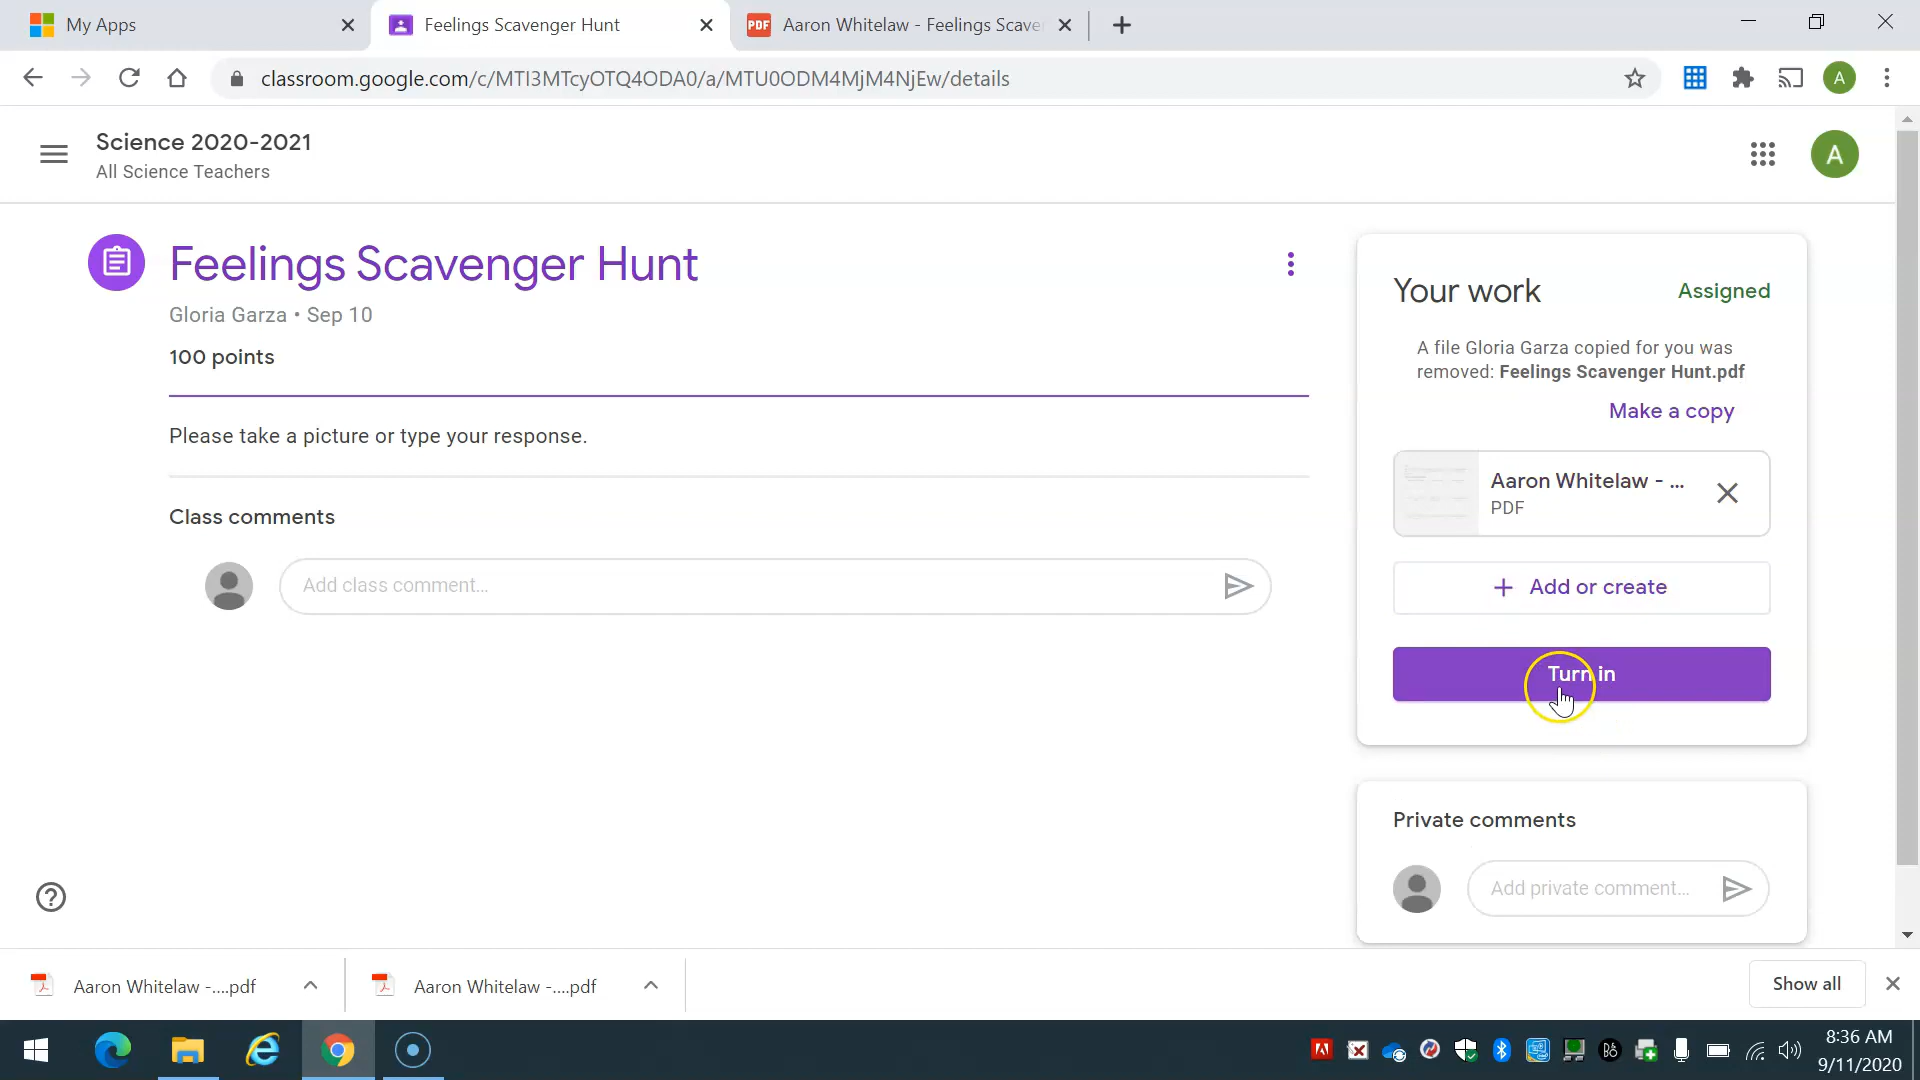 My Apps
Feelings Scavenger Hunt
PDF
Aaron Whitelaw - Feelings Scave
classroom.google.com/c/MTI3MTcyOTQ4ODA0/a/MTU0ODM4MjM4NjEw/details
A
Science 2020-2021
All Science Teachers
A
Feelings Scavenger Hunt
Gloria Garza • Sep 10
100 points
Please take a picture or type your response.
Class comments
Add class comment...
Your work
Assigned
A file Gloria Garza copied for you was
removed: Feelings Scavenger Hunt.pdf
Make a copy
Aaron Whitelaw - ...
PDF
+ Add or create
Turn in
Private comments
Add private comment...
Aaron Whitelaw -....pdf
Aaron Whitelaw -....pdf
Show all
8:36 AM
9/11/2020